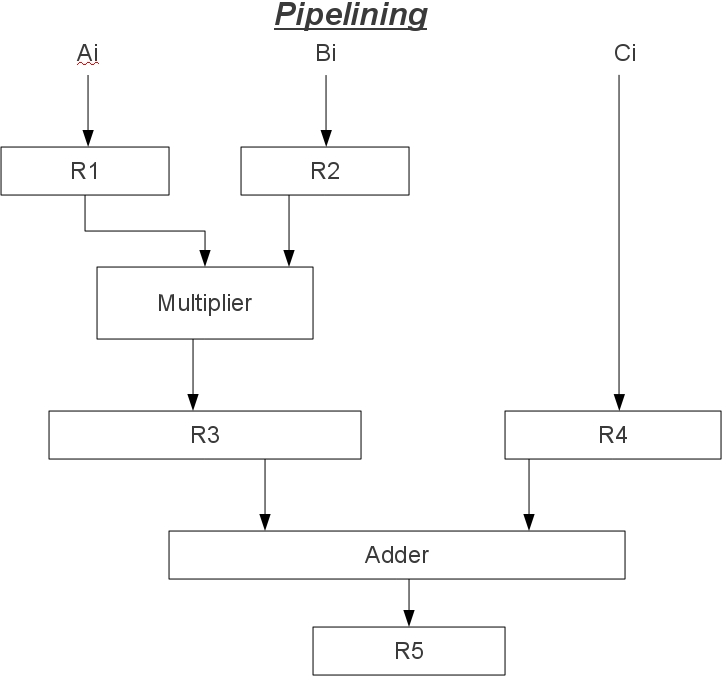 Pipelining
Ai Bi Ci
R1 R2
Multiplier
R3 R4
Adder
R5